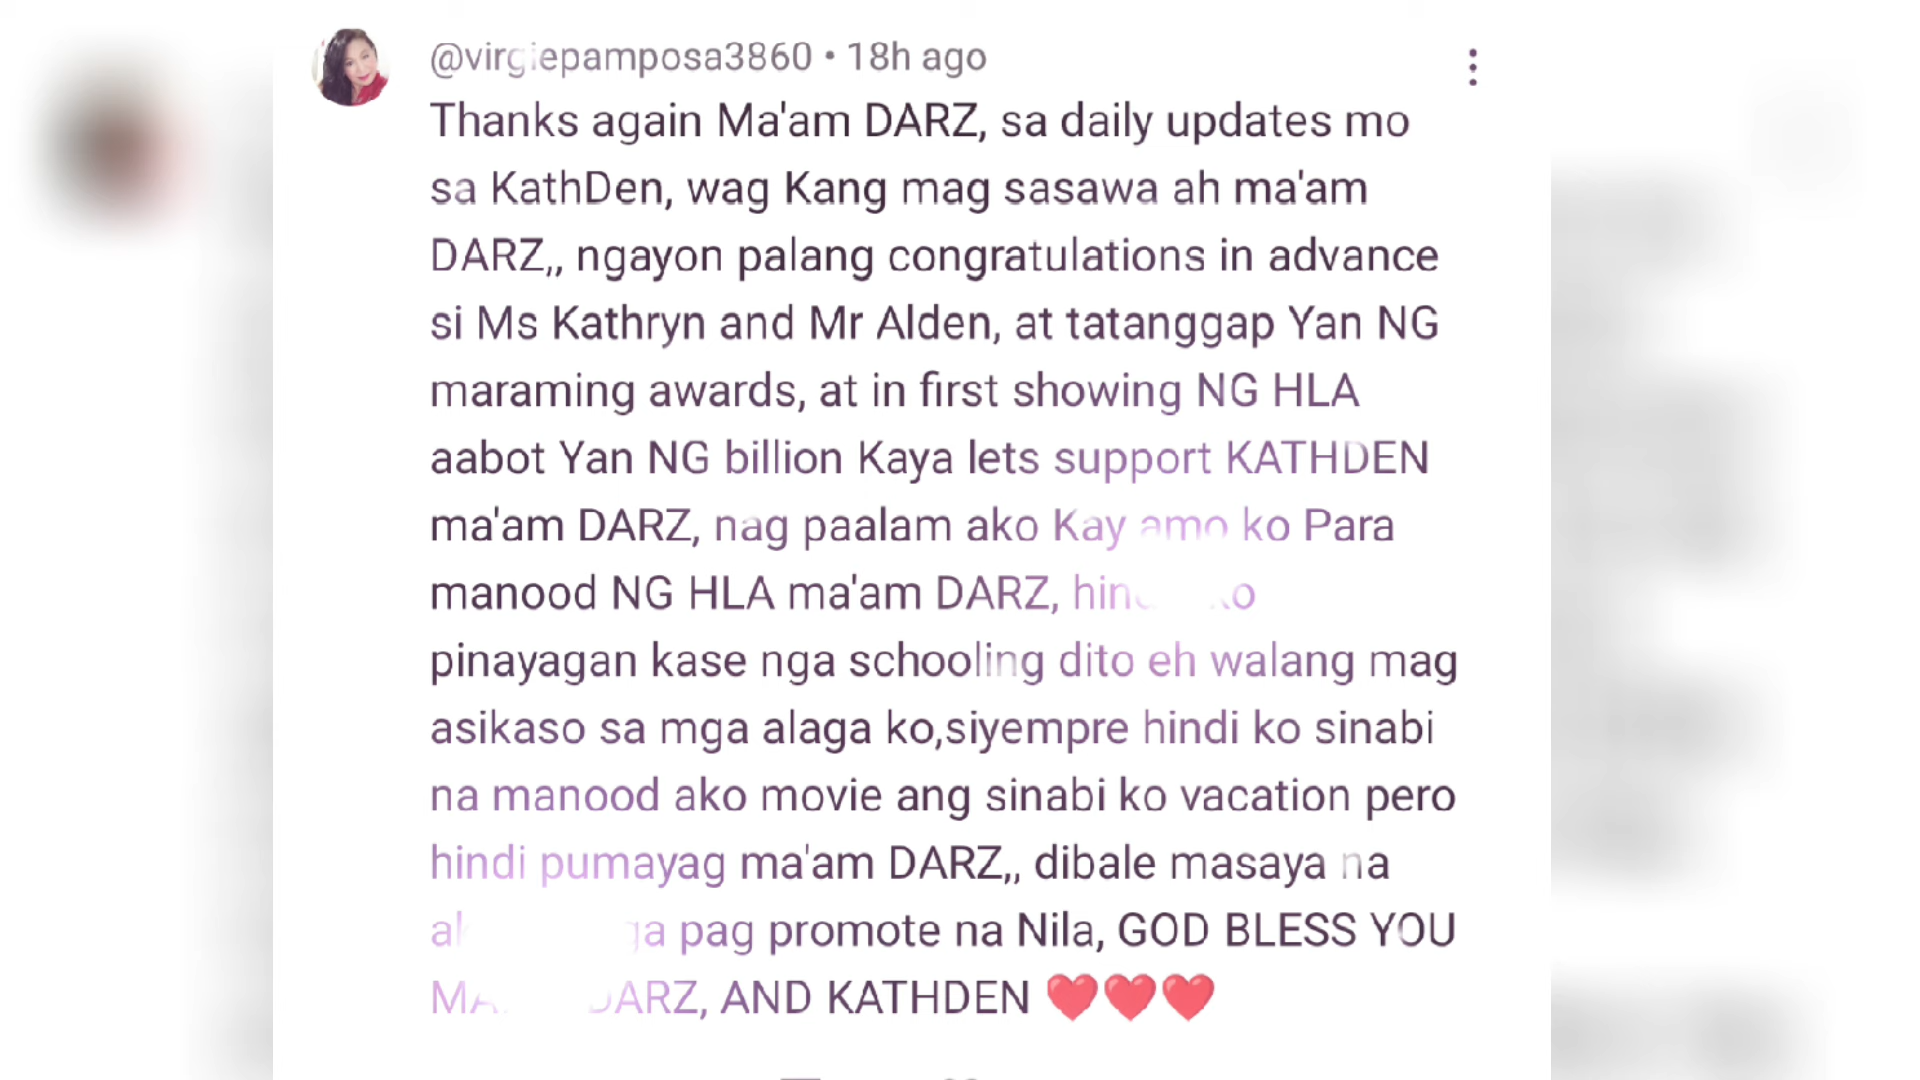 @virgiepamposa3860 • 18h ago
Thanks again Ma'am DARZ, sa daily updates mo
sa KathDen, wag Kang mag sasawa ah ma'am
DARZ,, ngayon palang congratulations in advance
si Ms Kathryn and Mr Alden, at tatanggap Yan NG
maraming awards, at in first showing NG HLA
aabot Yan NG billion Kaya lets support KATHDEN
ma'am DARZ, nag paalam ako Kay amo ko Para
manood NG HLA ma'am DARZ,
pinayagan kase nga schooling dito eh walang mag
asikaso sa mga alaga ko,siyempre hindi ko sinabi
na manood ako movie ang sinabi ko vacation pero
hindi pumayag ma'am DARZ,, dibale masaya na
pag promote na Nila, GOD BLESS YOU
DARZ, AND KATHDEN ❤️❤️❤️